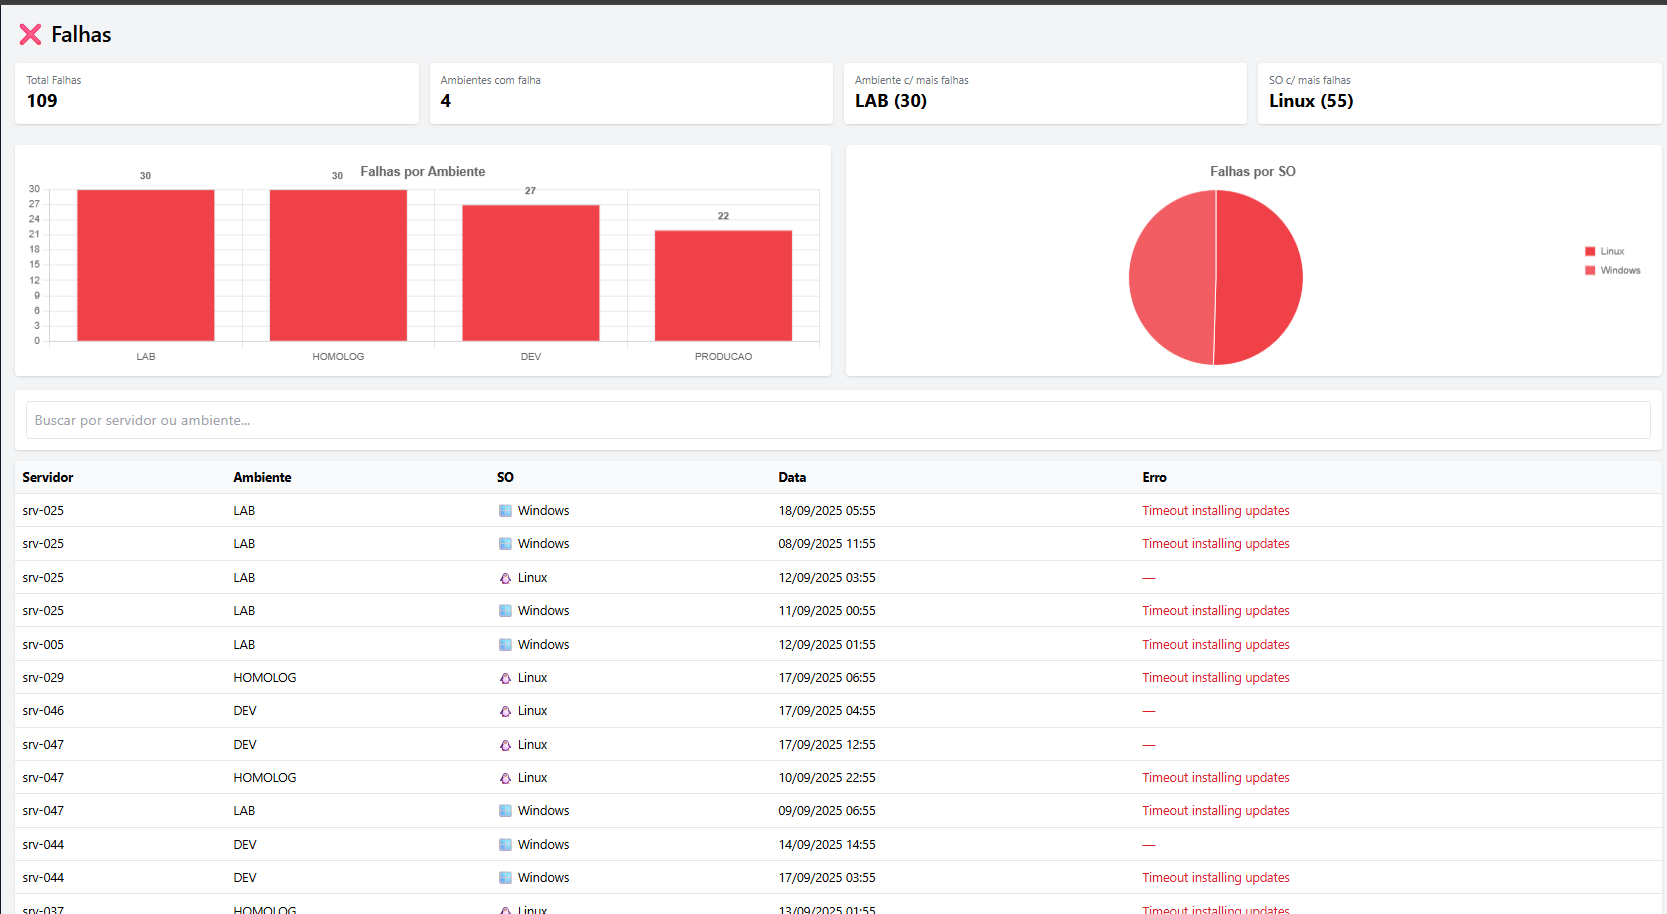 ❌ Falhas
Total Falhas
109
Ambientes com falha
4
Ambiente c/ mais falhas
LAB (30)
SO c/ mais falhas
Linux (55)
Falhas por Ambiente
30
30
27
22
30
27
24
21
18
15
12
9
6
3
0
LAB
HOMOLOG
DEV
PRODUCAO
Falhas por SO
Linux
Windows
Buscar por servidor ou ambiente...
Servidor Ambiente SO Data Erro
srv-025 LAB Windows 18/09/2025 05:55 Timeout installing updates
srv-025 LAB Windows 08/09/2025 11:55 Timeout installing updates
srv-025 LAB Linux 12/09/2025 03:55 —
srv-025 LAB Windows 11/09/2025 00:55 Timeout installing updates
srv-005 LAB Windows 12/09/2025 01:55 Timeout installing updates
srv-029 HOMOLOG Linux 17/09/2025 06:55 Timeout installing updates
srv-046 DEV Linux 17/09/2025 04:55 —
srv-047 DEV Linux 17/09/2025 12:55 —
srv-047 HOMOLOG Linux 10/09/2025 22:55 Timeout installing updates
srv-047 LAB Windows 09/09/2025 06:55 Timeout installing updates
srv-044 DEV Windows 14/09/2025 14:55 —
srv-044 DEV Windows 17/09/2025 03:55 Timeout installing updates
srv-037 HOMOLOG Linux 13/09/2025 01:55 Timeout installing updates